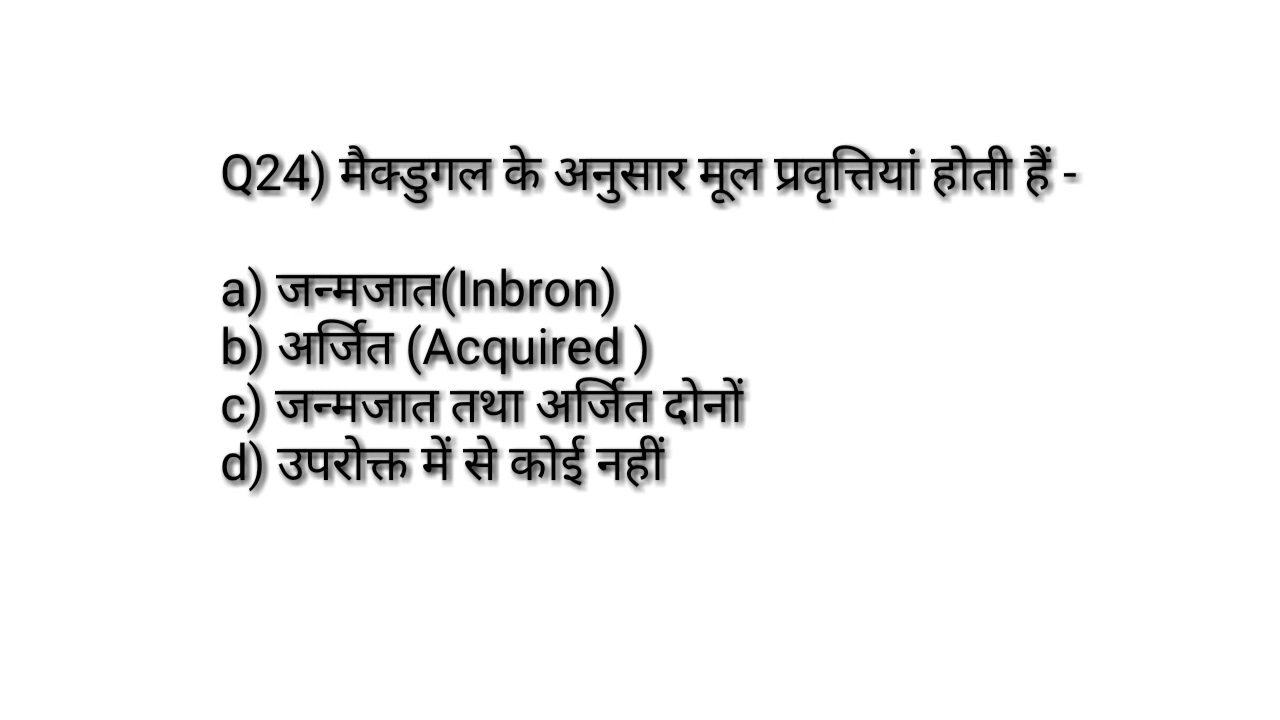 Q24) मैक्डुगल के अनुसार मूल प्रवृत्तियां होती हैं -
a) जन्मजात(Inbron)
b) अर्जित (Acquired )
c) जन्मजात तथा अर्जित दोनों
d) उपरोक्त में से कोई नहीं